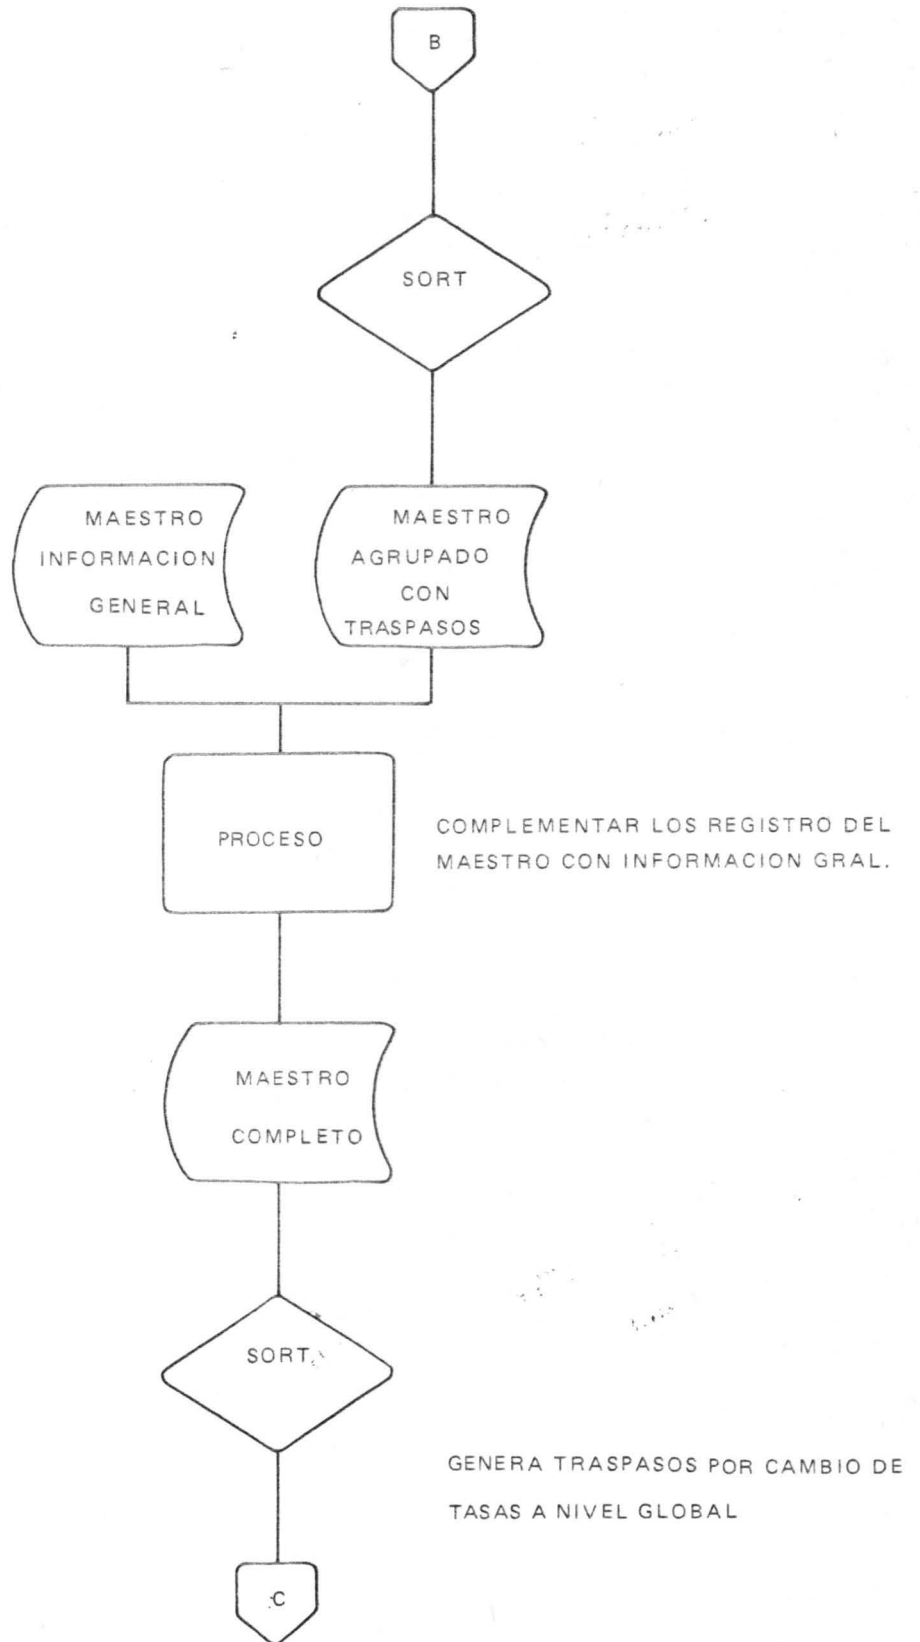 B
SORT
MAESTRO
INFORMACION
GENERAL
MAESTRO
AGRUPADO
CON
TRASPASOS
PROCESO
COMPLEMENTAR LOS REGISTRO DEL
MAESTRO CON INFORMACION GRAL.
MAESTRO
COMPLETO
SORT
GENERA TRASPASOS POR CAMBIO DE
TASAS A NIVEL GLOBAL
C